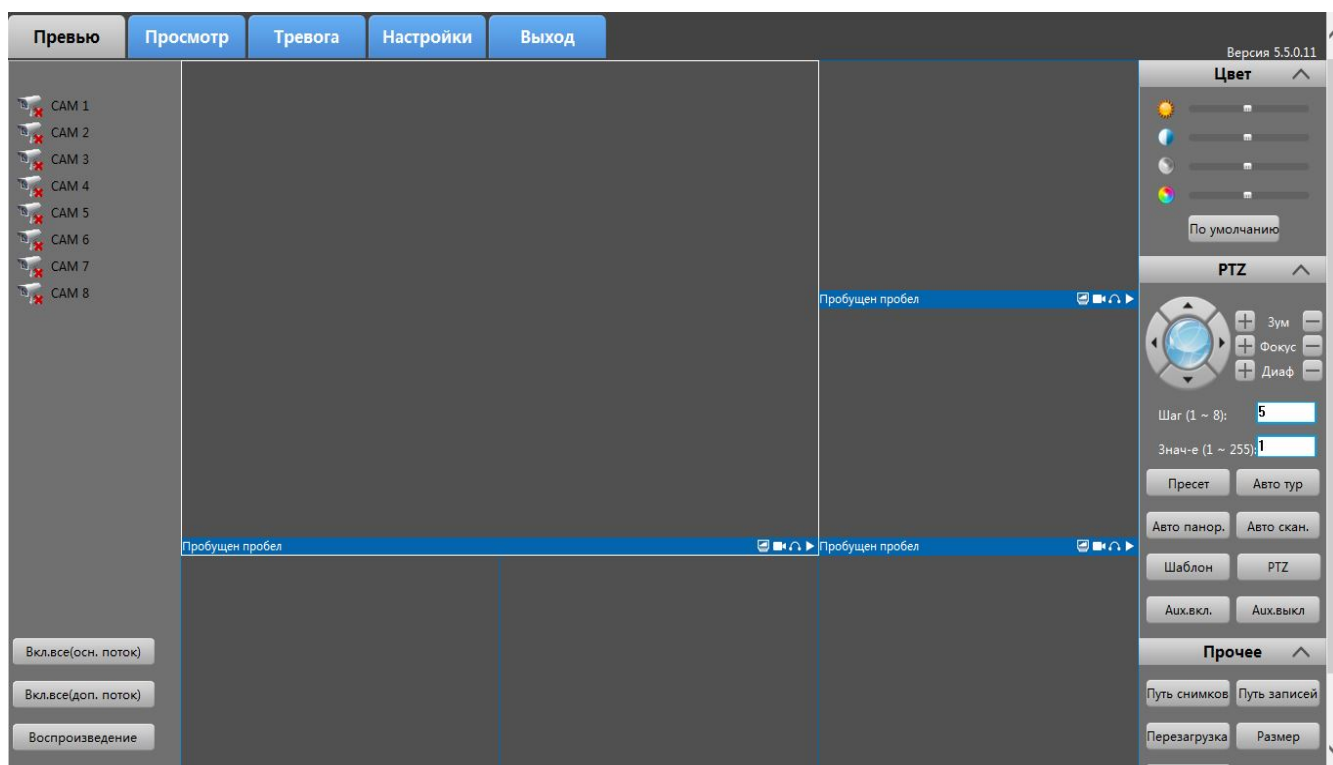 Превью
Просмотр
Тревога
Настройки
Выход
Версия 5.5.0.11
CAM 1
CAM 2
CAM 3
CAM 4
CAM 5
CAM 6
CAM 7
CAM 8
Вкл.все(осн. поток)
Вкл.все(доп. поток)
Воспроизведение
Пробущен пробел
Пробущен пробел
Пробущен пробел
Цвет
По умолчанию
PTZ
Зум
Фокус
Диаф
Шаг (1 ~ 8): 5
Знач-е (1 ~ 255): 1
Пресет
Авто тур
Авто панор.
Авто скан.
Шаблон
PTZ
Aux.вкл.
Aux.выкл
Прочее
Путь снимков
Путь записей
Перезагрузка
Размер